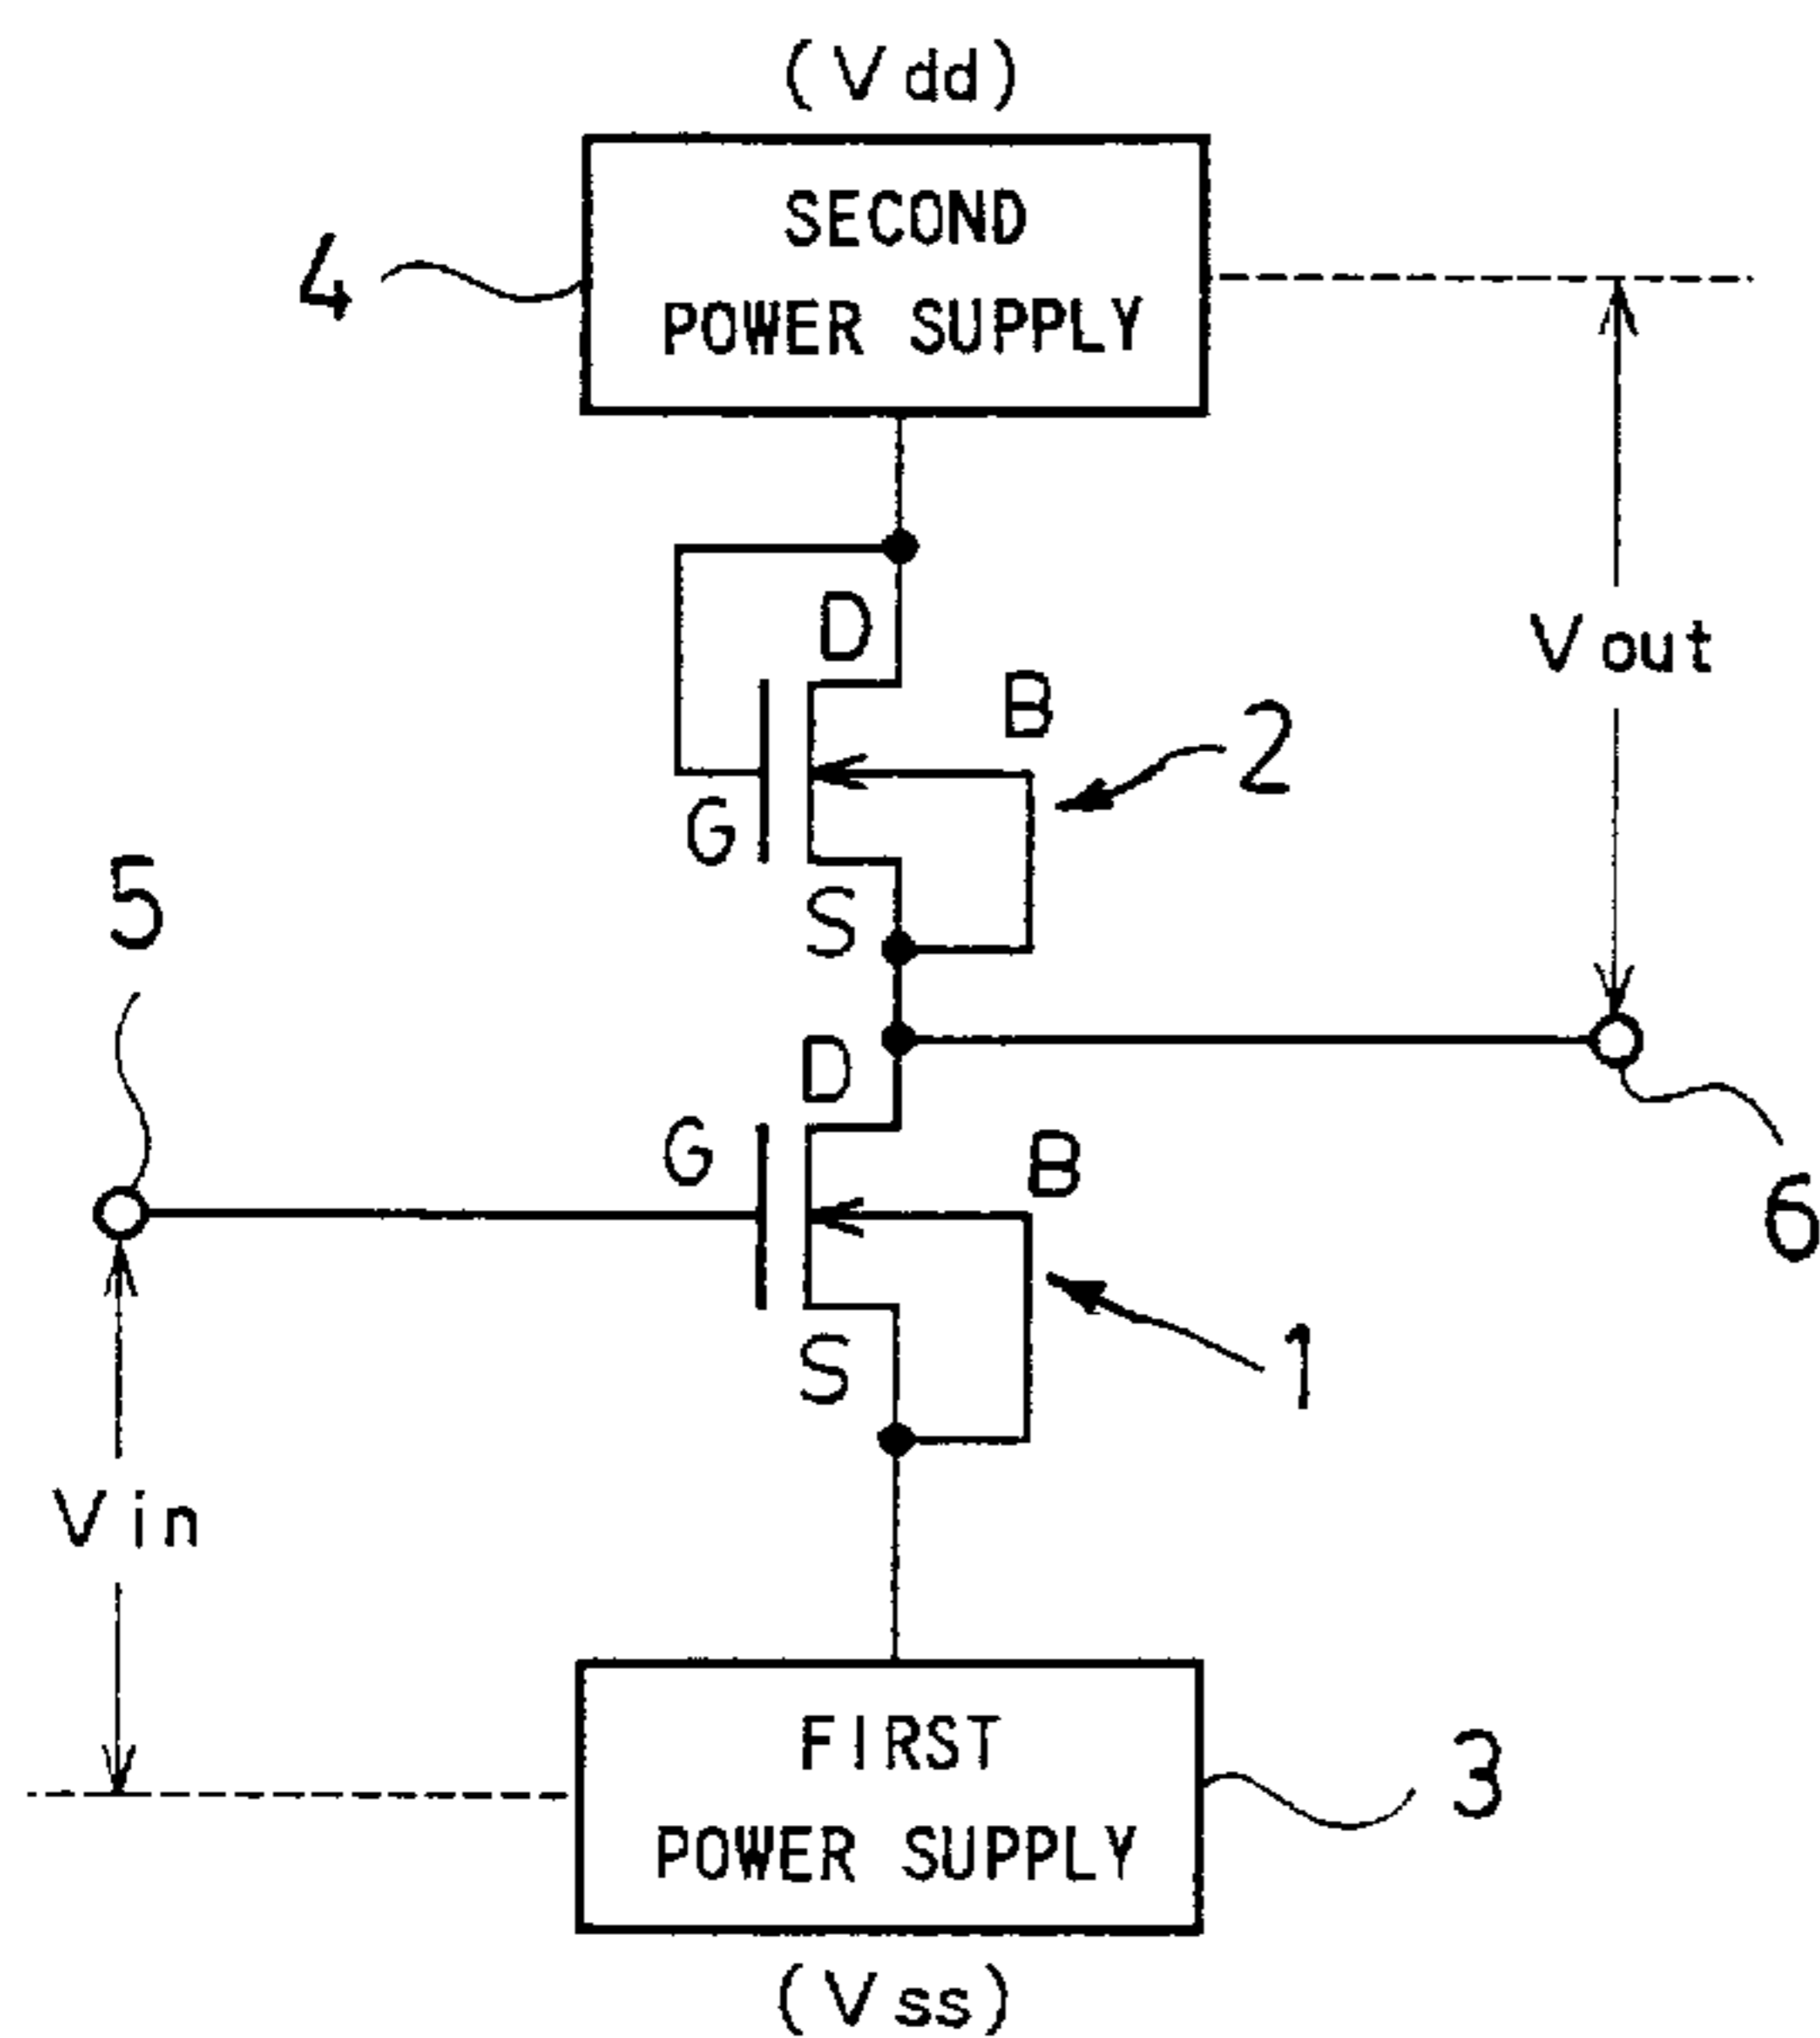 (Vdd)
SECOND
POWER SUPPLY
4
Vout
D
B
2
G
5
S
D
G
B
6
1
S
Vin
FIRST
POWER SUPPLY
3
(Vss)